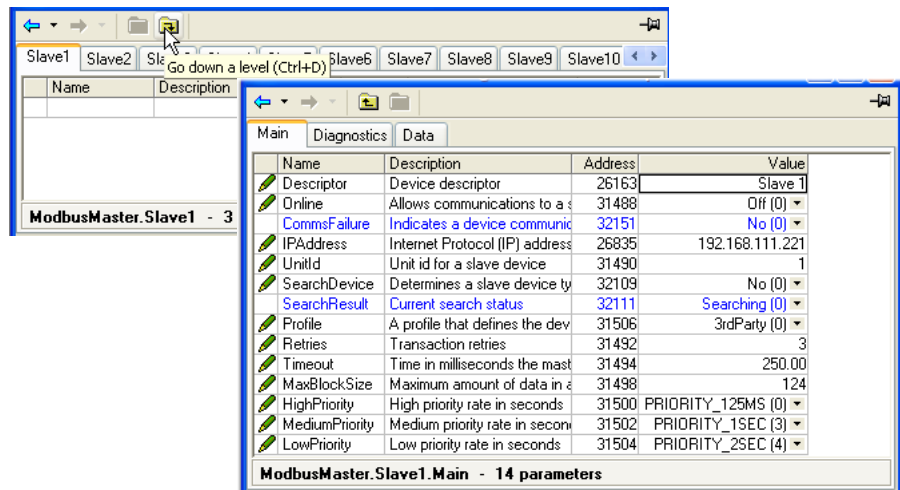 Slave1 Slave2 Slave6 Slave7 Slave8 Slave9 Slave10
Go down a level (Ctrl+D)
Name Description
ModbusMaster.Slave1 - 3
Main Diagnostics Data
Name Description Address Value
Descriptor Device descriptor 26163 Slave 1
Online Allows communications to a s 31488 Off (0)
CommsFailure Indicates a device communic 32151 No (0)
IPAddress Internet Protocol (IP) address 26835 192.168.111.221
UnitId Unit id for a slave device 31490 1
SearchDevice Determines a slave device ty 32109 No (0)
SearchResult Current search status 32111 Searching (0)
Profile A profile that defines the dev 31506 3rdParty (0)
Retries Transaction retries 31492 3
Timeout Time in milliseconds the mast 31494 250.00
MaxBlockSize Maximum amount of data in a 31498 124
HighPriority High priority rate in seconds 31500 PRIORITY_125MS (0)
MediumPriority Medium priority rate in secon 31502 PRIORITY_1SEC (3)
LowPriority Low priority rate in seconds 31504 PRIORITY_2SEC (4)
ModbusMaster.Slave1.Main - 14 parameters